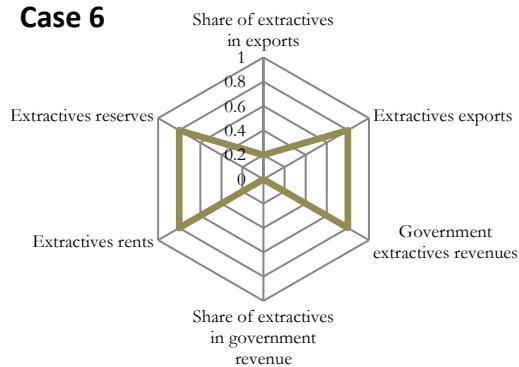 Case 6
Share of extractives
in exports
1
0.8
0.6
0.4
0.2
0
Extractives exports
Government
extractives revenues
Share of extractives
in government
revenue
Extractives rents
Extractives reserves